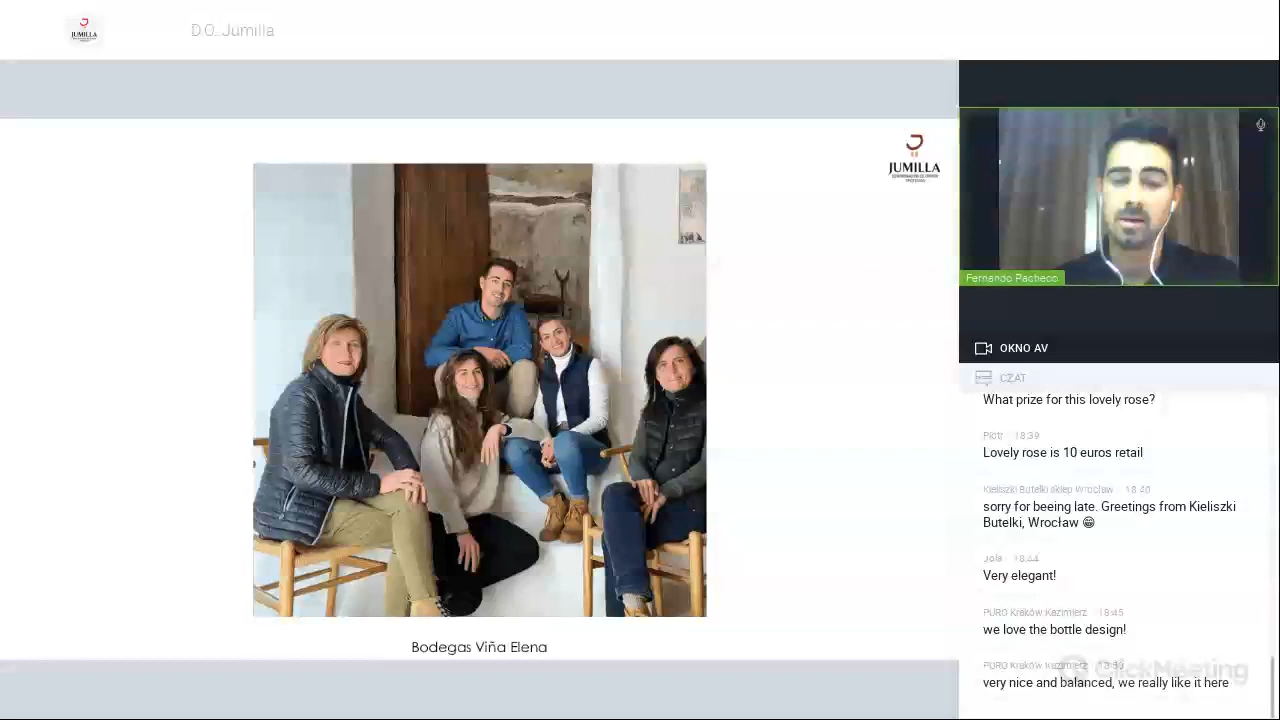 JUMILLA
D.O. Jumilla
JUMILLA
Bodegas Viña Elena
Fernando Pacheco
OKNO AV
CZAT
What prize for this lovely rose?
Piotr 18:39
Lovely rose is 10 euros retail
Kieliszki Butelki sklep Wrocław 18:40
sorry for beeing late. Greetings from Kieliszki
Butelki, Wrocław 😁
Jola 18:44
Very elegant!
PURO Kraków Kazimierz 18:45
we love the bottle design!
PURO Kraków Kazimierz
ClickMeeting
very nice and balanced, we really like it here